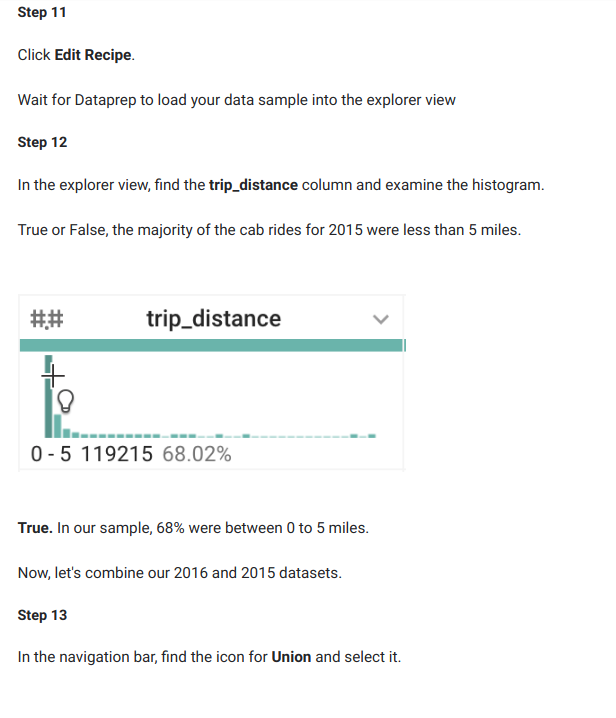 Step 11
Click Edit Recipe.
Wait for Dataprep to load your data sample into the explorer view
Step 12
In the explorer view, find the trip_distance column and examine the histogram.
True or False, the majority of the cab rides for 2015 were less than 5 miles.
#.# trip_distance
0 - 5 119215 68.02%
True. In our sample, 68% were between 0 to 5 miles.
Now, let's combine our 2016 and 2015 datasets.
Step 13
In the navigation bar, find the icon for Union and select it.